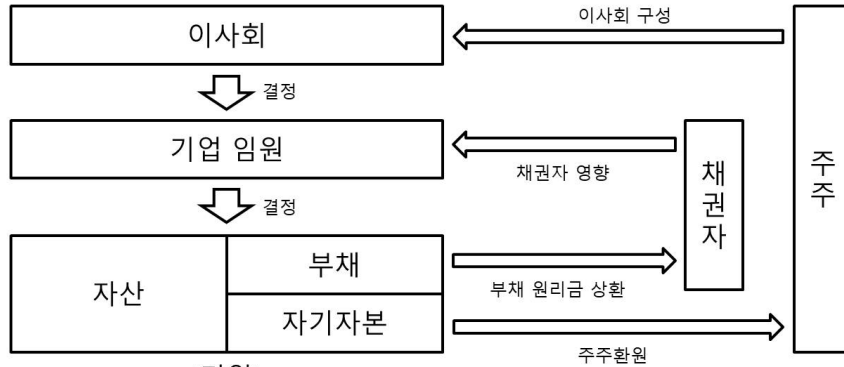 이사회 구성
이사회
결정
기업 임원
채권자 영향
채권자
주주
결정
자산
부채
자기자본
부채 원리금 상환
주주환원